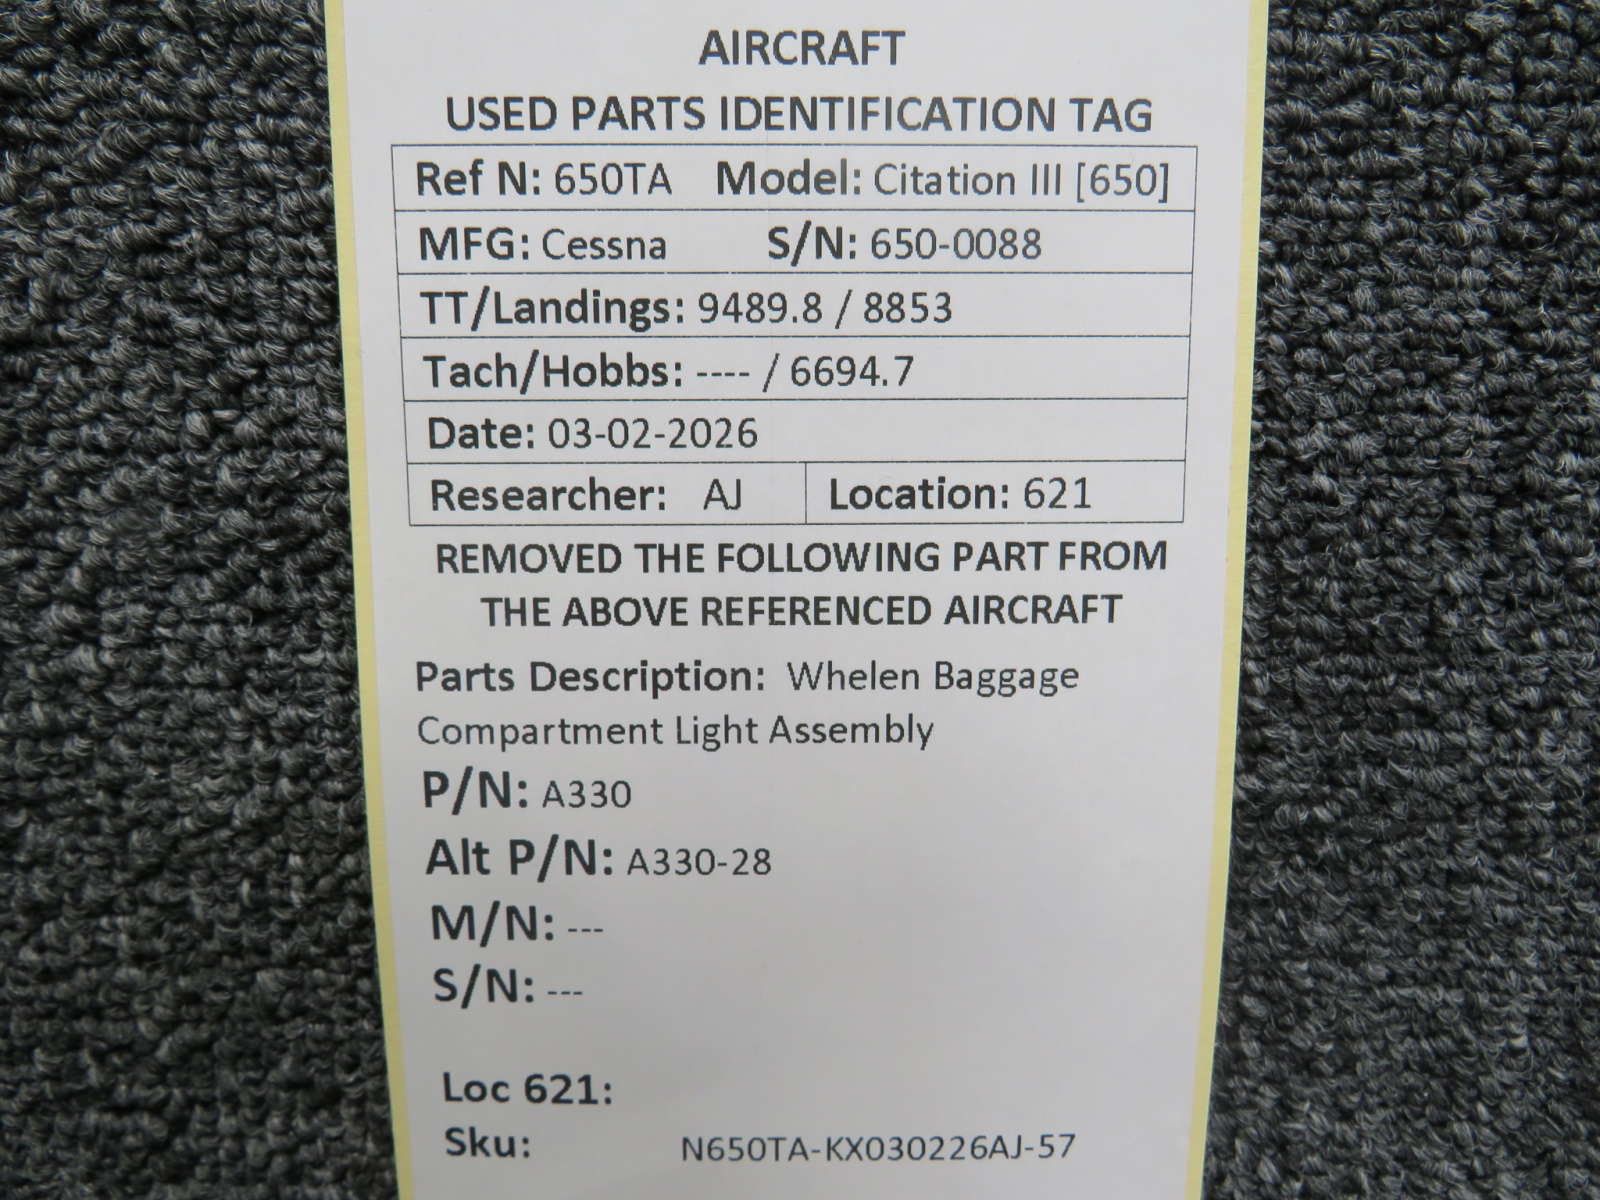 AIRCRAFT
USED PARTS IDENTIFICATION TAG
Ref N: 650TA Model: Citation III [650]
MFG: Cessna S/N: 650-0088
TT/Landings: 9489.8 / 8853
Tach/Hobbs: ---- / 6694.7
Date: 03-02-2026
Researcher: AJ Location: 621
REMOVED THE FOLLOWING PART FROM
THE ABOVE REFERENCED AIRCRAFT
Parts Description: Whelen Baggage
Compartment Light Assembly
P/N: A330
Alt P/N: A330-28
M/N: ---
S/N: ---
Loc 621:
Sku: N650TA-KX030226AJ-57